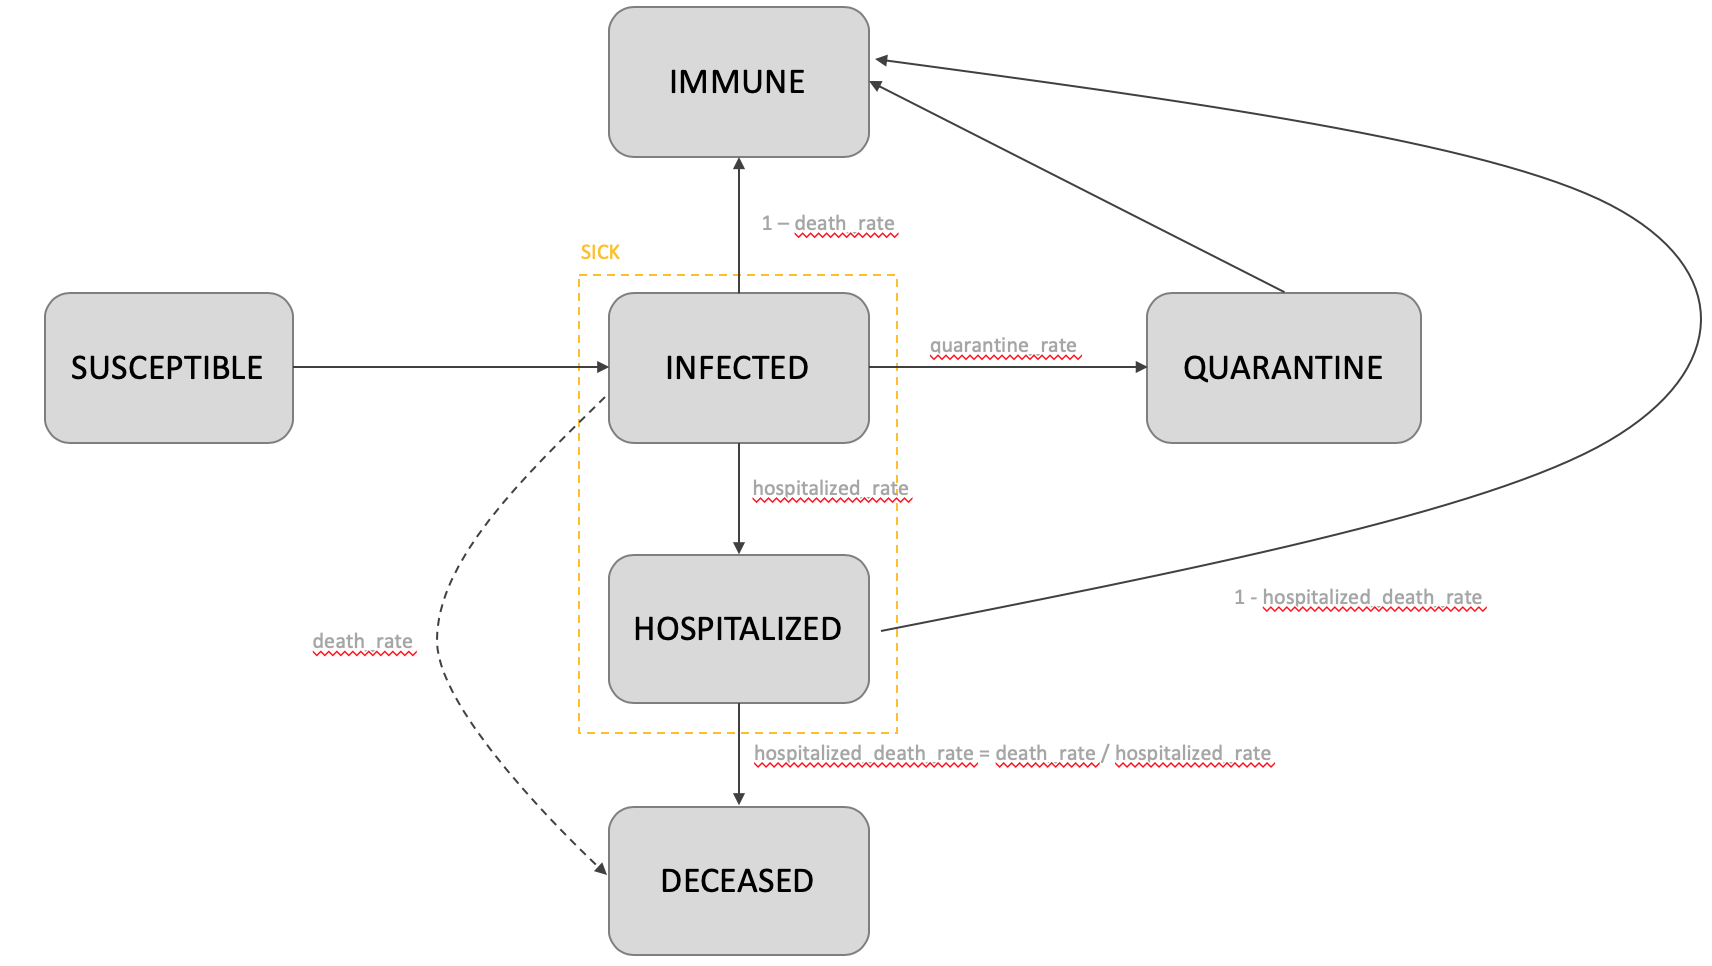 IMMUNE
1 – death_rate
SICK
SUSCEPTIBLE
INFECTED
quarantine_rate
QUARANTINE
hospitalized_rate
1 - hospitalized_death_rate
HOSPITALIZED
death_rate
hospitalized_death_rate = death_rate / hospitalized_rate
DECEASED